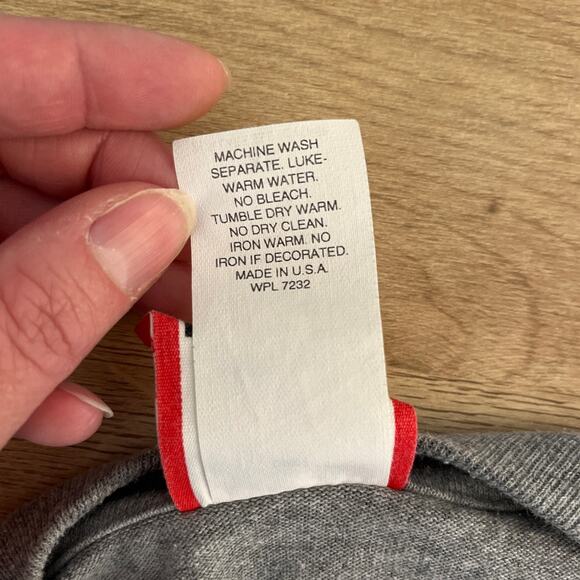 MACHINE WASH
SEPARATE. LUKE-
WARM WATER.
NO BLEACH.
TUMBLE DRY WARM.
NO DRY CLEAN.
IRON WARM. NO
IRON IF DECORATED.
MADE IN U.S.A.
WPL 7232